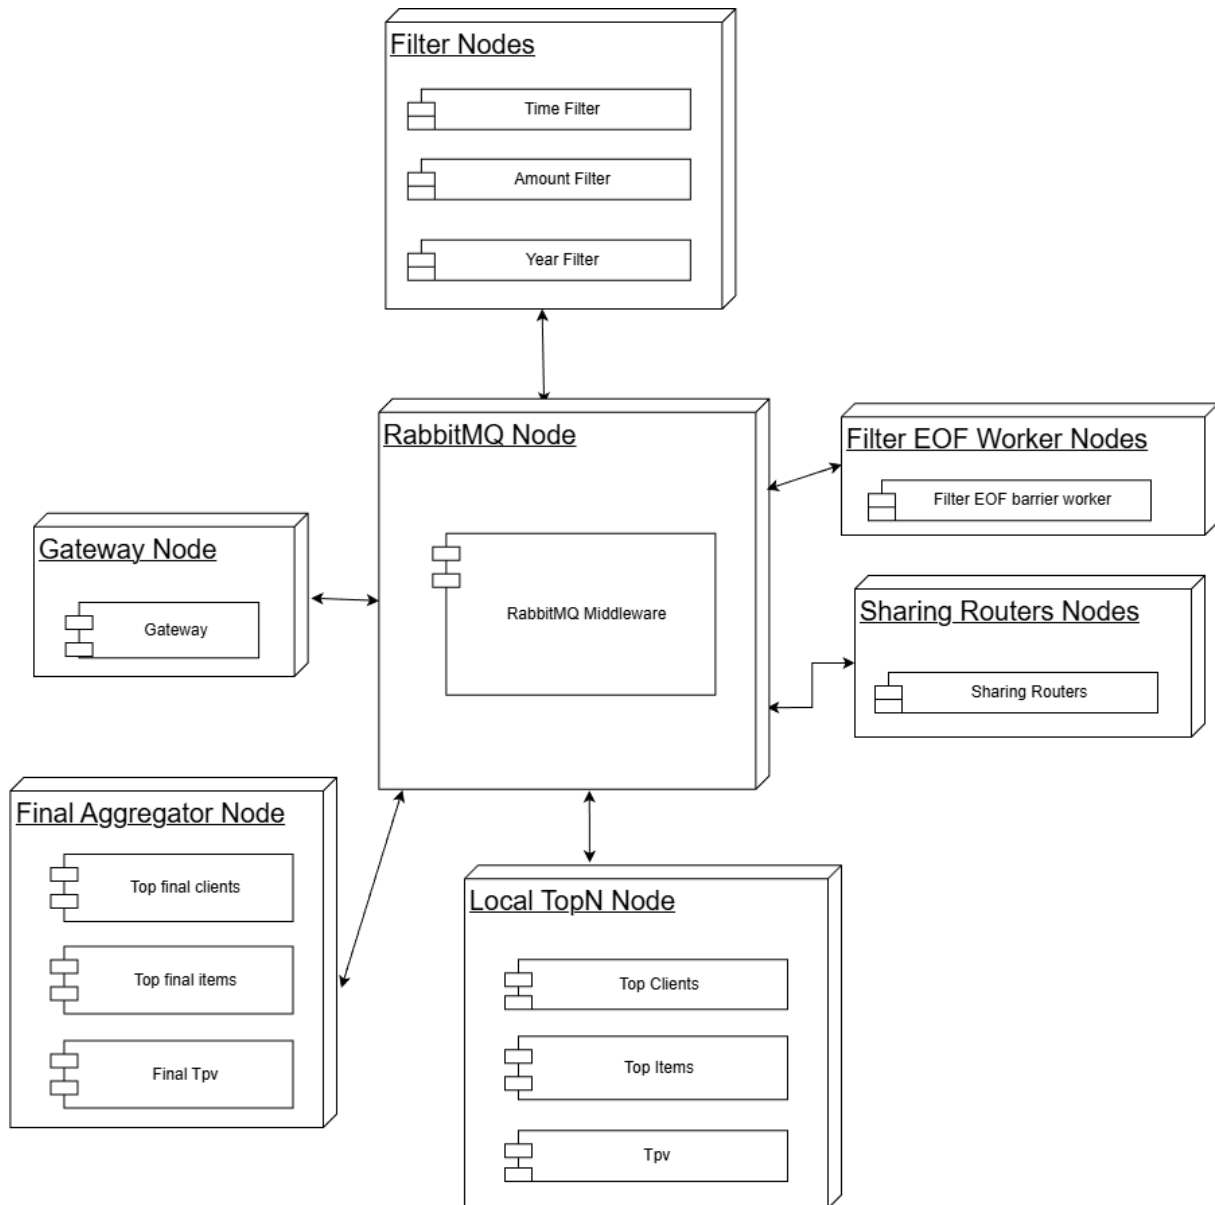 Filter Nodes
Time Filter
Amount Filter
Year Filter
RabbitMQ Node
RabbitMQ Middleware
Filter EOF Worker Nodes
Filter EOF barrier worker
Gateway Node
Gateway
Sharing Routers Nodes
Sharing Routers
Final Aggregator Node
Top final clients
Top final items
Final Tpv
Local TopN Node
Top Clients
Top Items
Tpv